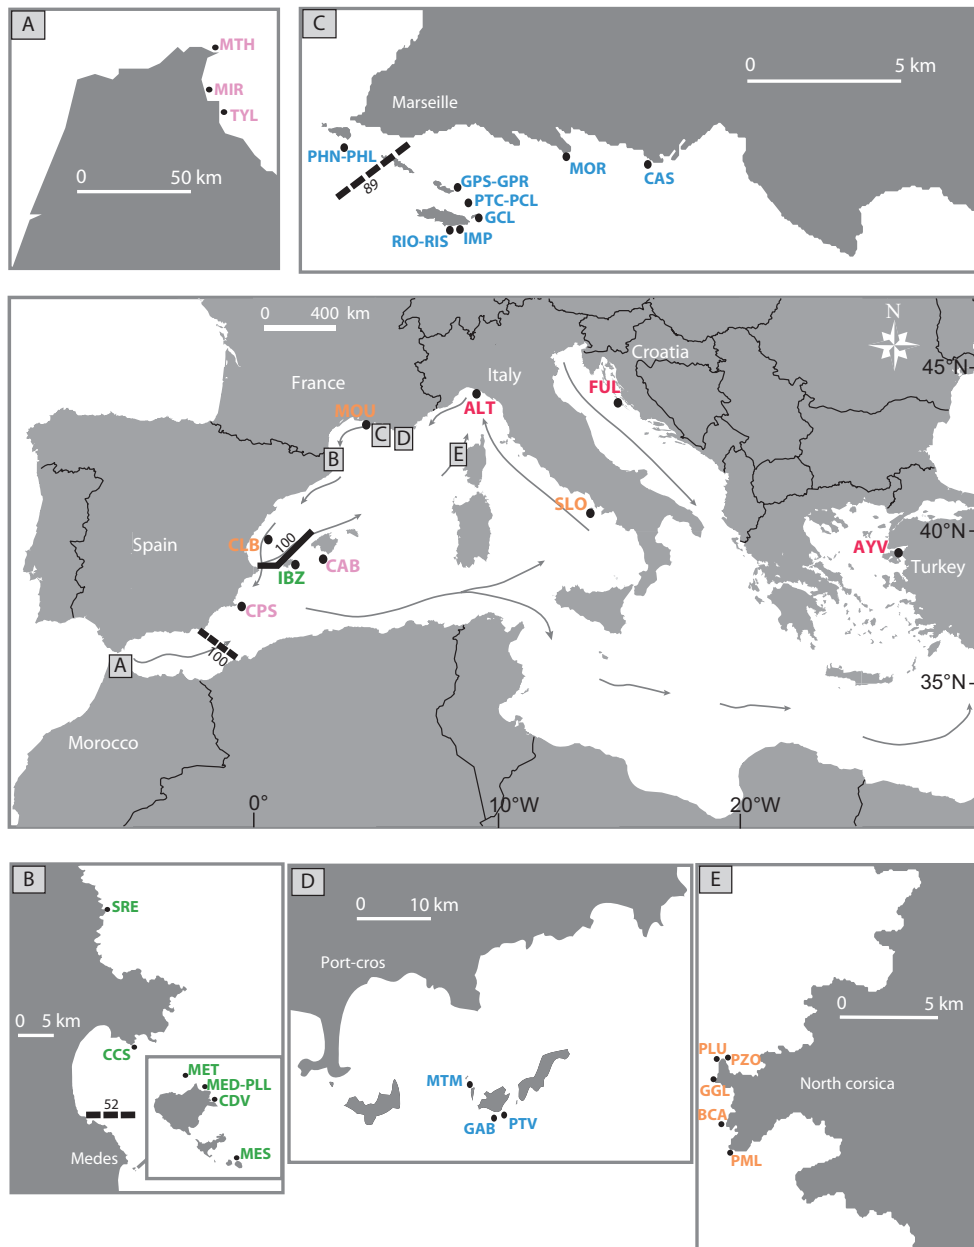 A
MTH
MIR
TYL
0 50 km
C
0 5 km
Marseille
PHN-PHL
89
MOR
CAS
GPS-GPR
PTC-PCL
GCL
RIO-RIS
IMP
0 400 km
N
Croatia
45°N
Italy
France
FUL
MOU
ALT
C
D
B
E
SLO
40°N
Spain
CLB
100
CAB
IBZ
AYV
Turkey
CPS
100
A
35°N
Morocco
0°
10°W
20°W
B
SRE
0 5 km
CCS
MET
MED-PLL
CDV
52
Medes
MES
D
0 10 km
Port-cros
MTM
GAB
PTV
E
0 5 km
PLU
PZO
GGL
North corsica
BCA
PML